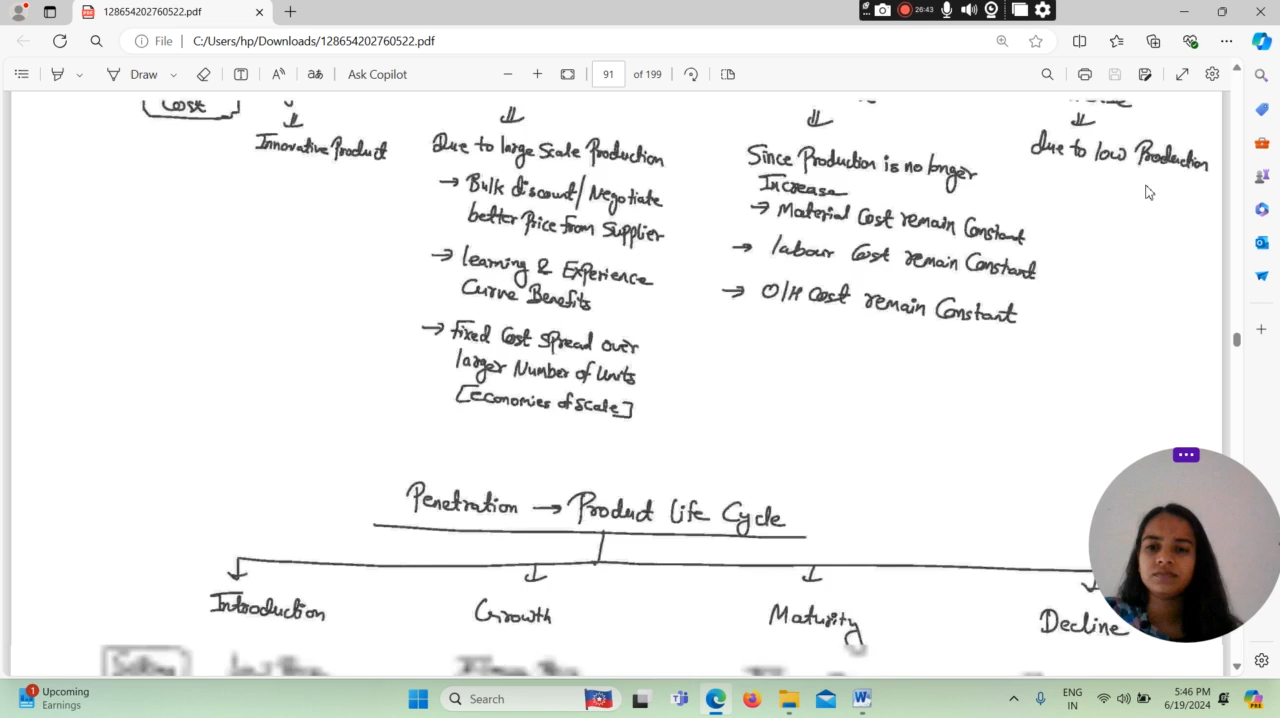 128654202760522.pdf
26:43
File
C:/Users/hp/Downloads/128654202760522.pdf
Draw
Ask Copilot
91
of 199
Cost
Innovative Product
Due to large Scale Production
→ Bulk discount/Negotiate
better Price from Supplier
→ learning & Experience
Curve Benefits
→ Fixed Cost Spread over
larger Number of Units
[economies of scale]
Since Production is no longer
Increase
→ Material Cost remain Constant
→ labour Cost remain Constant
→ O/H Cost remain Constant
due to low Production
Penetration → Product Life Cycle
Introduction
Growth
Maturity
Decline
1
Upcoming
Earnings
Search
ENG
IN
5:46 PM
6/19/2024